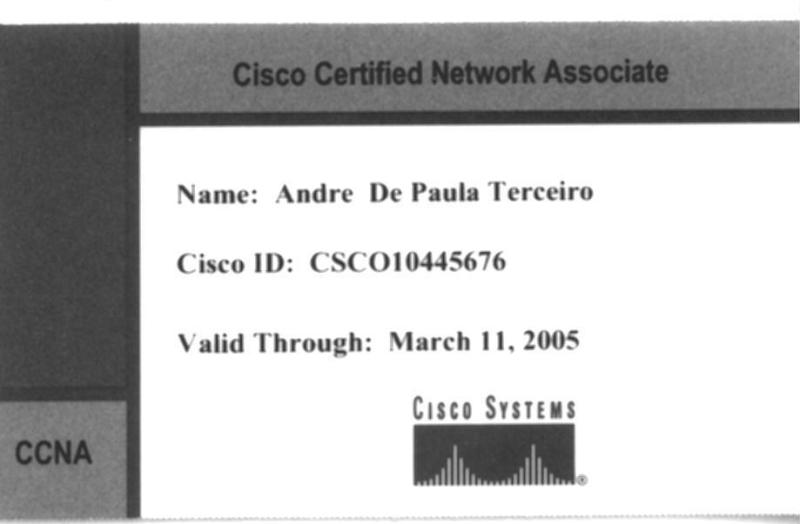 Cisco Certified Network Associate
Name: Andre De Paula Terceiro
Cisco ID: CSCO10445676
Valid Through: March 11, 2005
CISCO SYSTEMS
®
CCNA